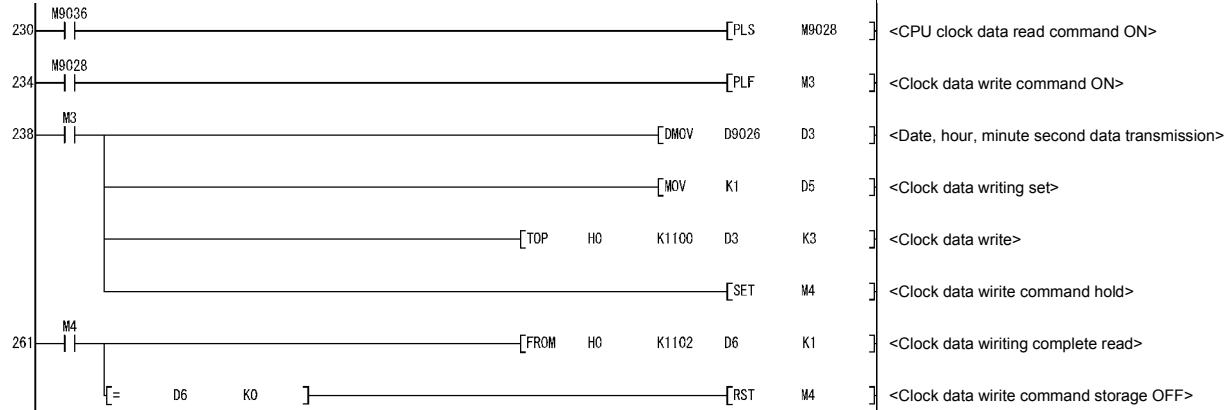 M9036
230 PLS M9028 <CPU clock data read command ON>
M9028
234 PLF M3 <Clock data write command ON>
M3
238 DMOV D9026 D3 <Date, hour, minute second data transmission>
MOV K1 D5 <Clock data writing set>
TOP H0 K1100 D3 K3 <Clock data write>
SET M4 <Clock data wirite command hold>
M4
261 FROM H0 K1102 D6 K1 <Clock data wiriting complete read>
= D6 K0 RST M4 <Clock data wirite command storage OFF>